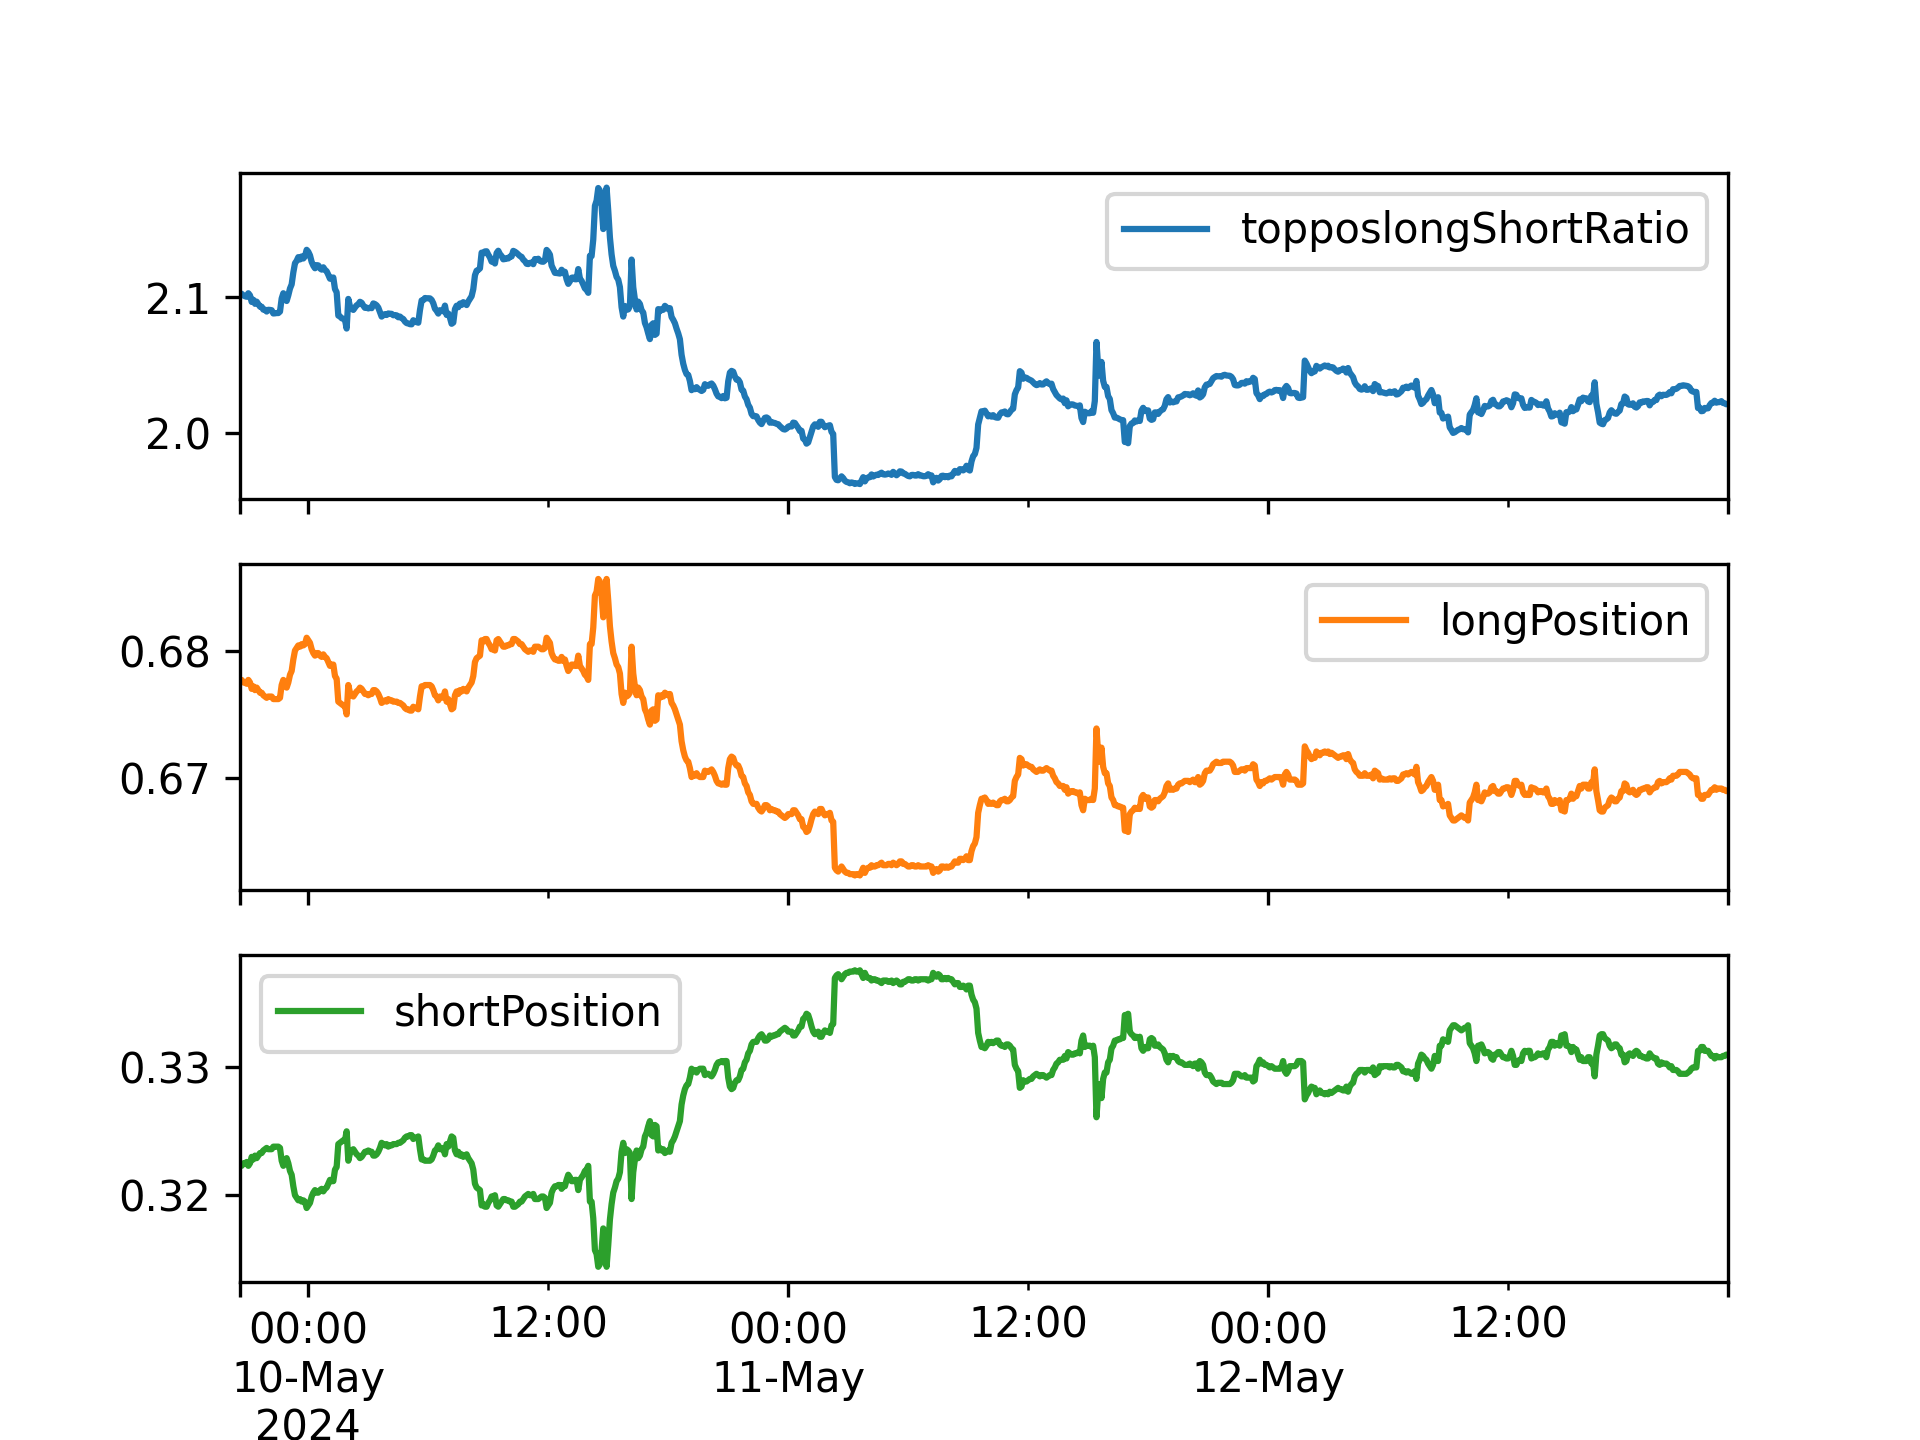 topposlongShortRatio
2.1
2.0
longPosition
0.68
0.67
shortPosition
0.33
0.32
00:00 12:00 00:00 12:00 00:00 12:00
10-May 11-May 12-May
2024